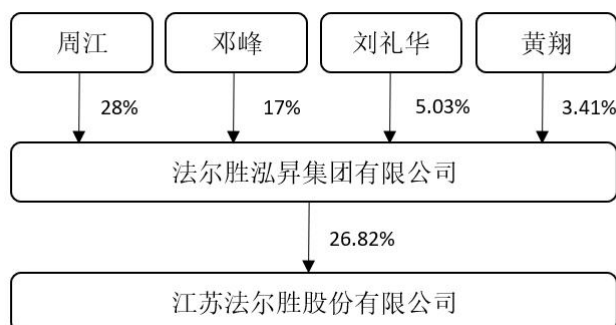 周江 邓峰 刘礼华 黄翔
28% 17% 5.03% 3.41%
法尔胜泓昇集团有限公司
26.82%
江苏法尔胜股份有限公司